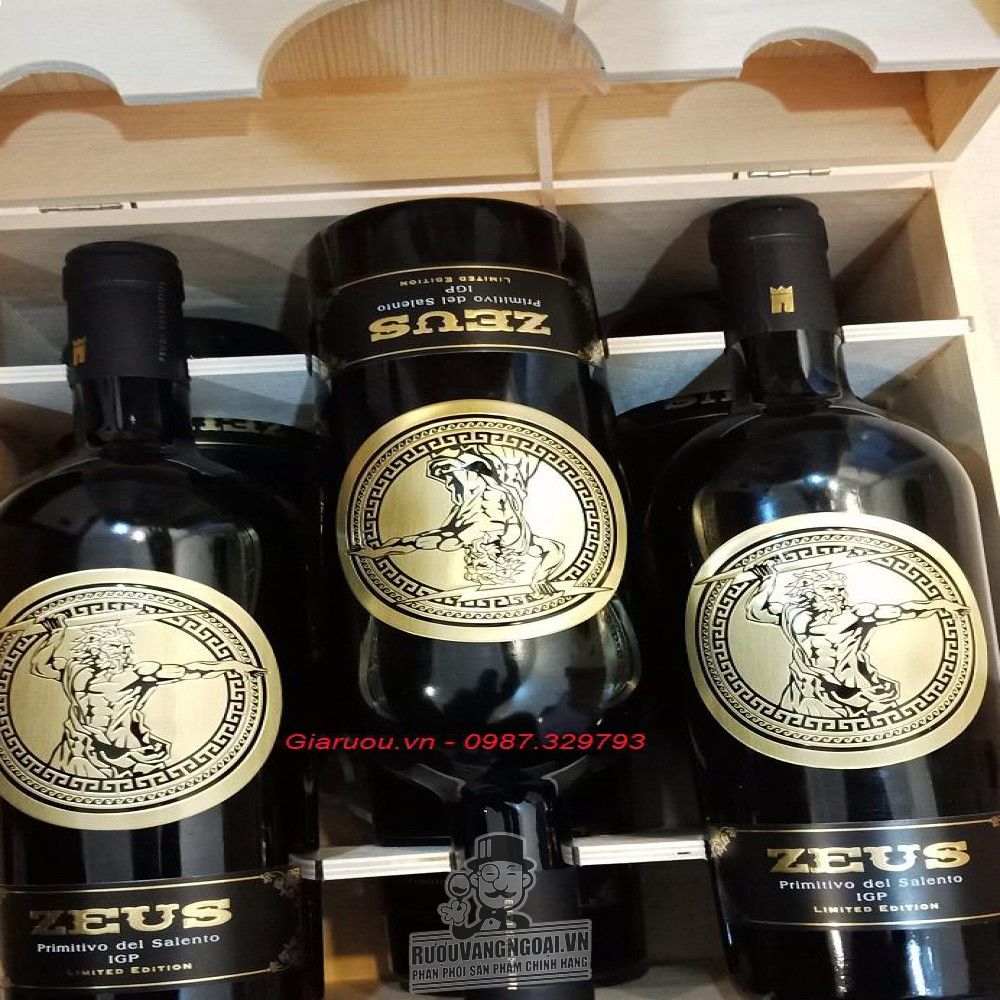 LIMITED EDITION
IGP
Primitivo del Salento
ZEUS
Giaruou.vn - 0987.329793
ZEUS
Primitivo del Salento
IGP
LIMITED EDITION
ZEUS
Primitivo del Salento
IGP
LIMITED EDITION
RƯỢUVANGNGOẠI.VN
PHÂN PHỐI SẢN PHẨM CHÍNH HÃNG